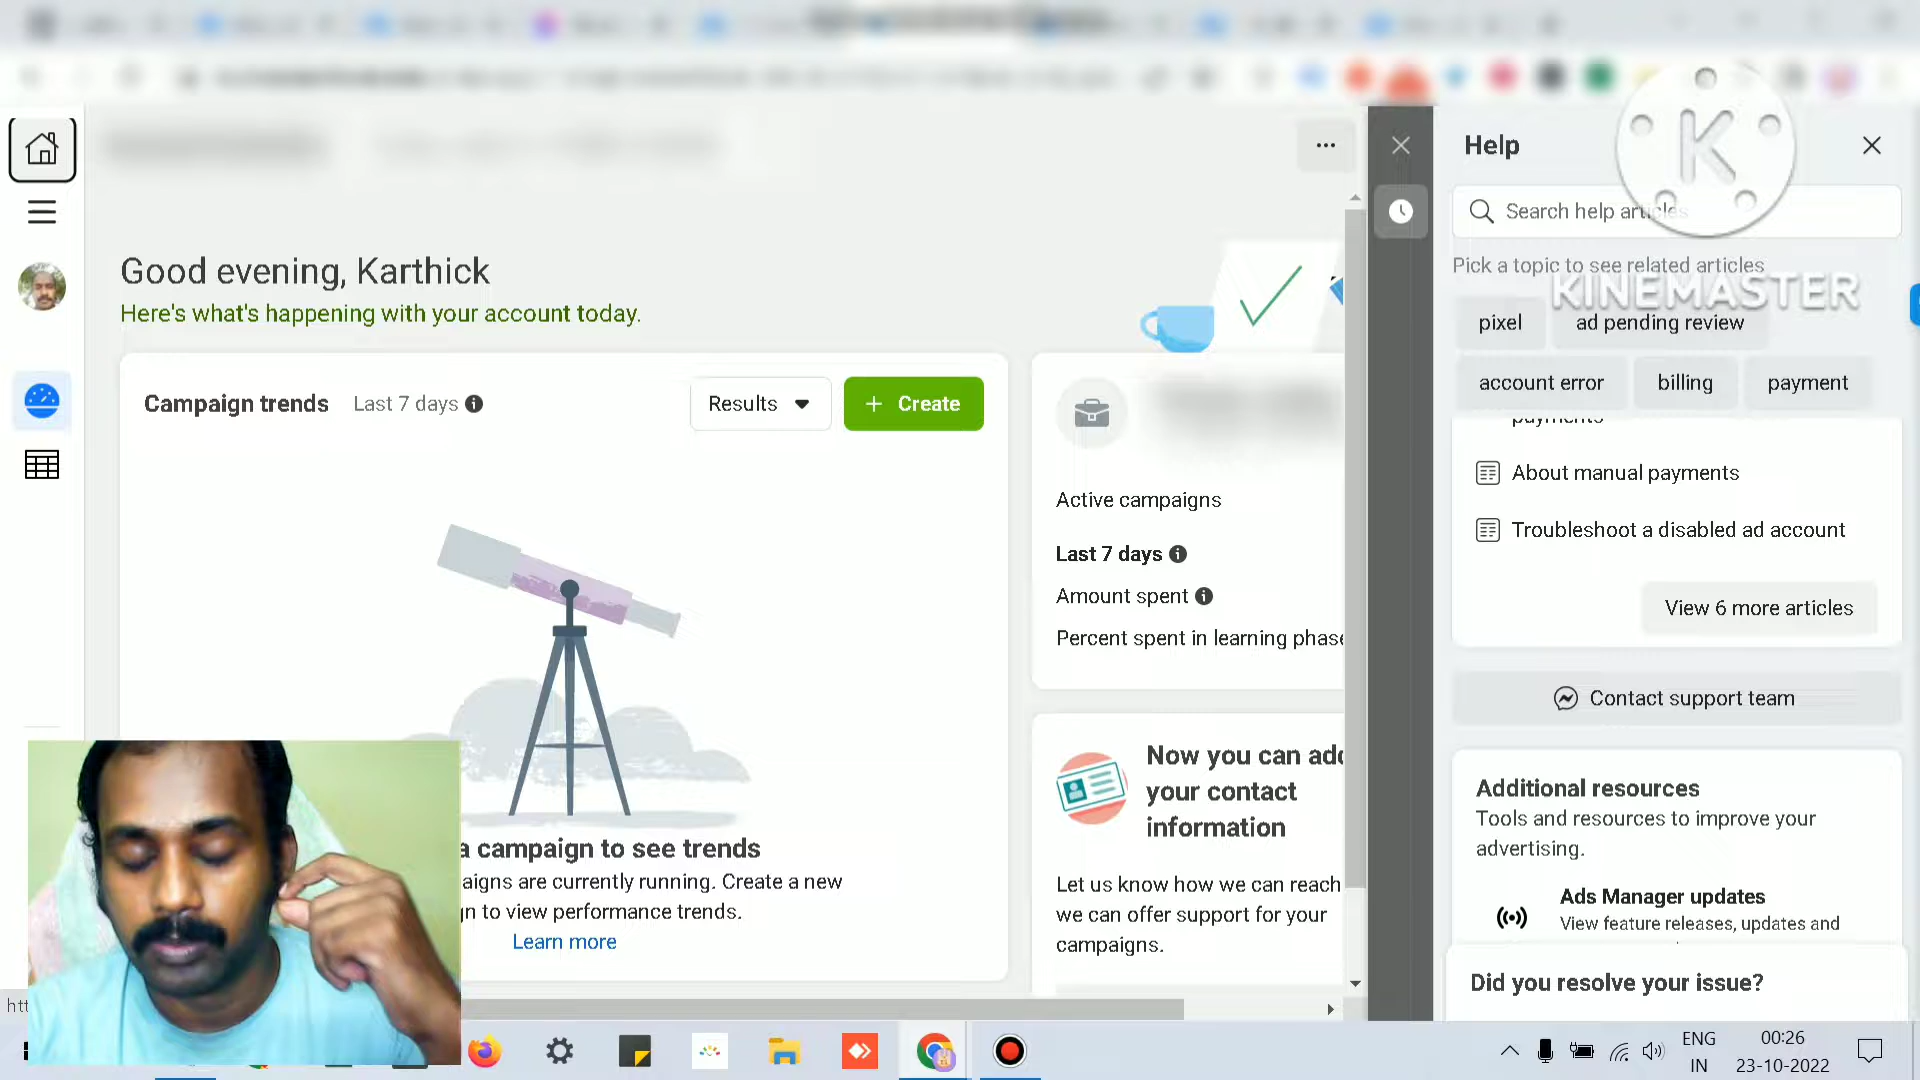 Help
Search help articles
Pick a topic to see related articles
KINEMASTER
pixel
ad pending review
account error
billing
payment
payments
About manual payments
Troubleshoot a disabled ad account
View 6 more articles
Contact support team
Additional resources
Tools and resources to improve your
advertising.
Ads Manager updates
View feature releases, updates and
Did you resolve your issue?
Good evening, Karthick
Here's what's happening with your account today.
Campaign trends Last 7 days
Results
+ Create
a campaign to see trends
aigns are currently running. Create a new
n to view performance trends.
Learn more
Active campaigns
Last 7 days
Amount spent
Percent spent in learning phase
Now you can add
your contact
information
Let us know how we can reach
we can offer support for your
campaigns.
htt
ENG
IN
00:26
23-10-2022